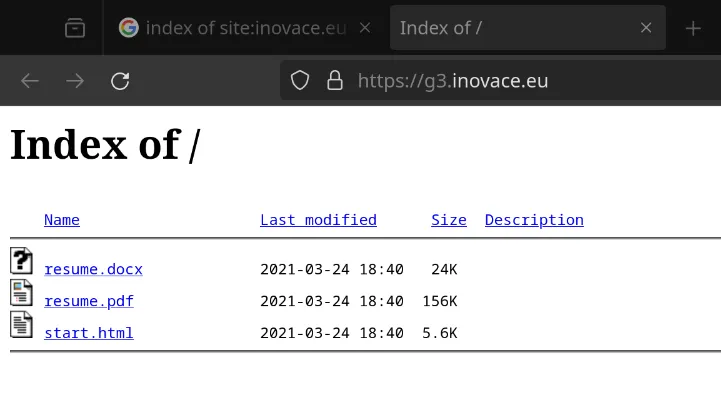 index of site:inovace.eu
Index of /
https://g3.inovace.eu
Index of /
Name Last modified Size Description
resume.docx 2021-03-24 18:40 24K
resume.pdf 2021-03-24 18:40 156K
start.html 2021-03-24 18:40 5.6K